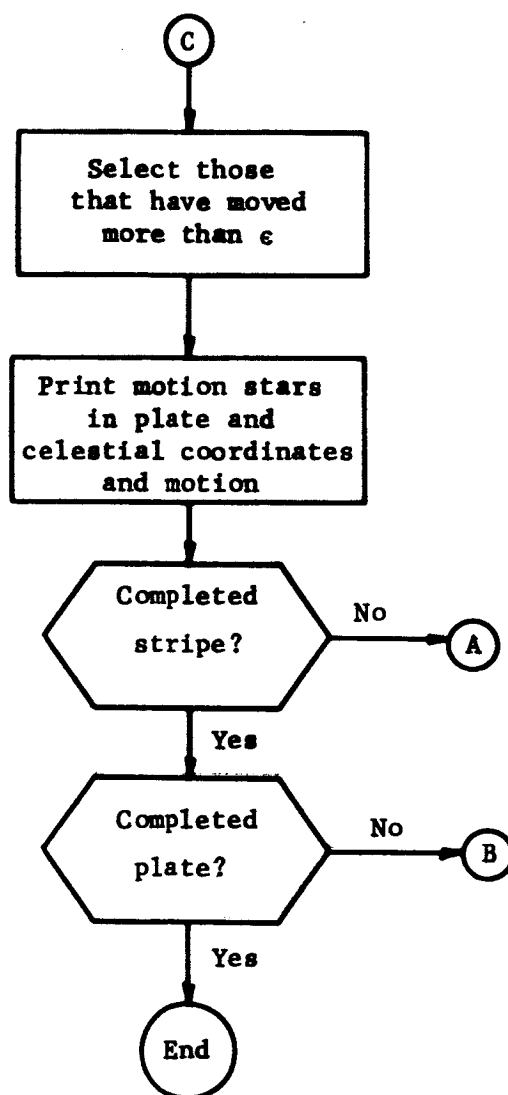 C
Select those
that have moved
more than ϵ
Print motion stars
in plate and
celestial coordinates
and motion
Completed
stripe?
No
A
Yes
Completed
plate?
No
B
Yes
End